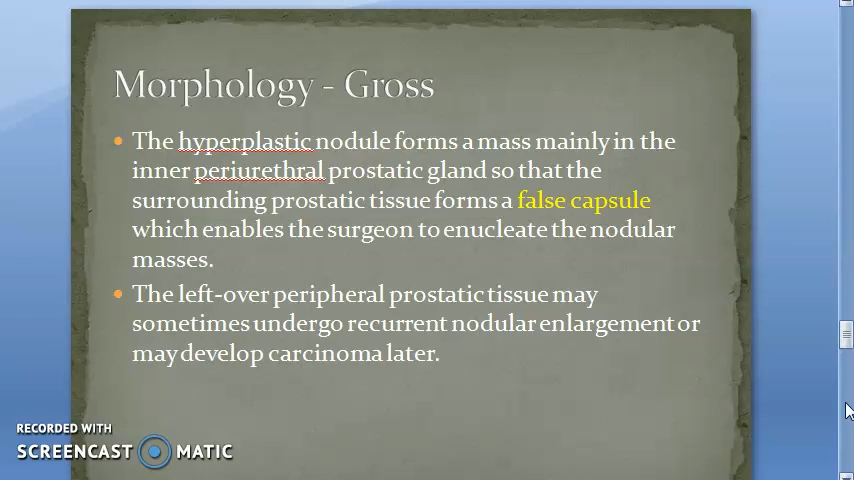 Morphology - Gross
The hyperplastic nodule forms a mass mainly in the
inner periurethral prostatic gland so that the
surrounding prostatic tissue forms a false capsule
which enables the surgeon to enucleate the nodular
masses.
The left-over peripheral prostatic tissue may
sometimes undergo recurrent nodular enlargement or
may develop carcinoma later.
RECORDED WITH
SCREENCAST MATIC